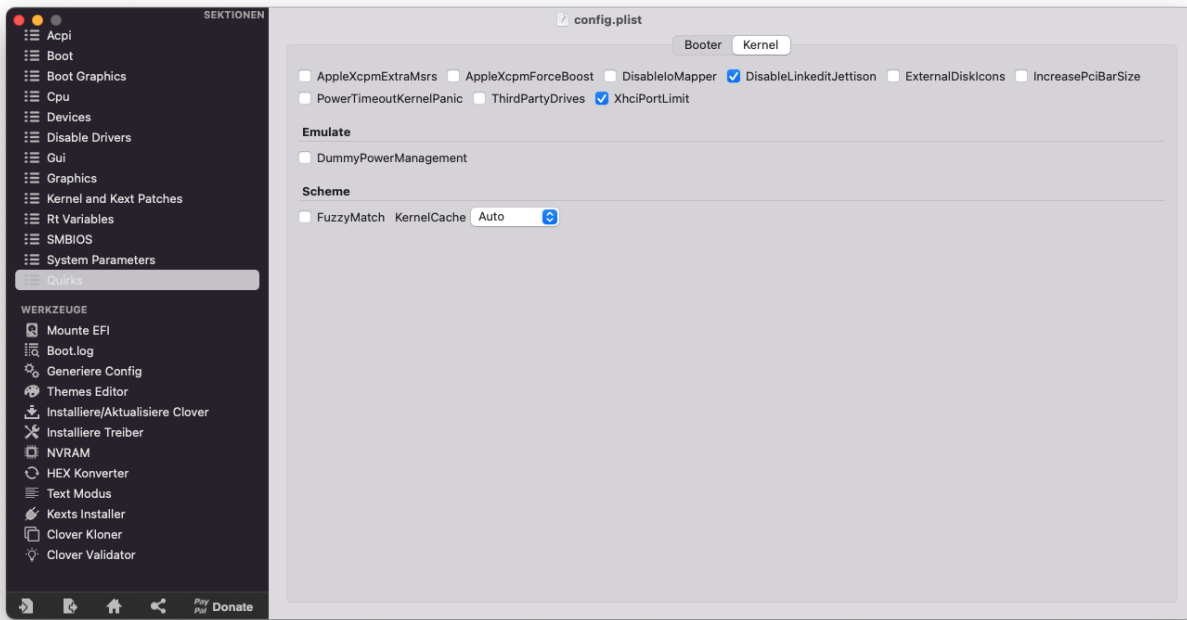 SEKTIONEN
Acpi
Boot
Boot Graphics
Cpu
Devices
Disable Drivers
Gui
Graphics
Kernel and Kext Patches
Rt Variables
SMBIOS
System Parameters
Quirks
WERKZEUGE
Mounte EFI
Boot.log
Generiere Config
Themes Editor
Installiere/Aktualisiere Clover
Installiere Treiber
NVRAM
HEX Konverter
Text Modus
Kexts Installer
Clover Kloner
Clover Validator
Pay
Pal Donate
config.plist
Booter Kernel
AppleXcpmExtraMsrs AppleXcpmForceBoost DisableIoMapper DisableLinkeditJettison ExternalDiskIcons IncreasePciBarSize
PowerTimeoutKernelPanic ThirdPartyDrives XhciPortLimit
Emulate
DummyPowerManagement
Scheme
FuzzyMatch KernelCache Auto